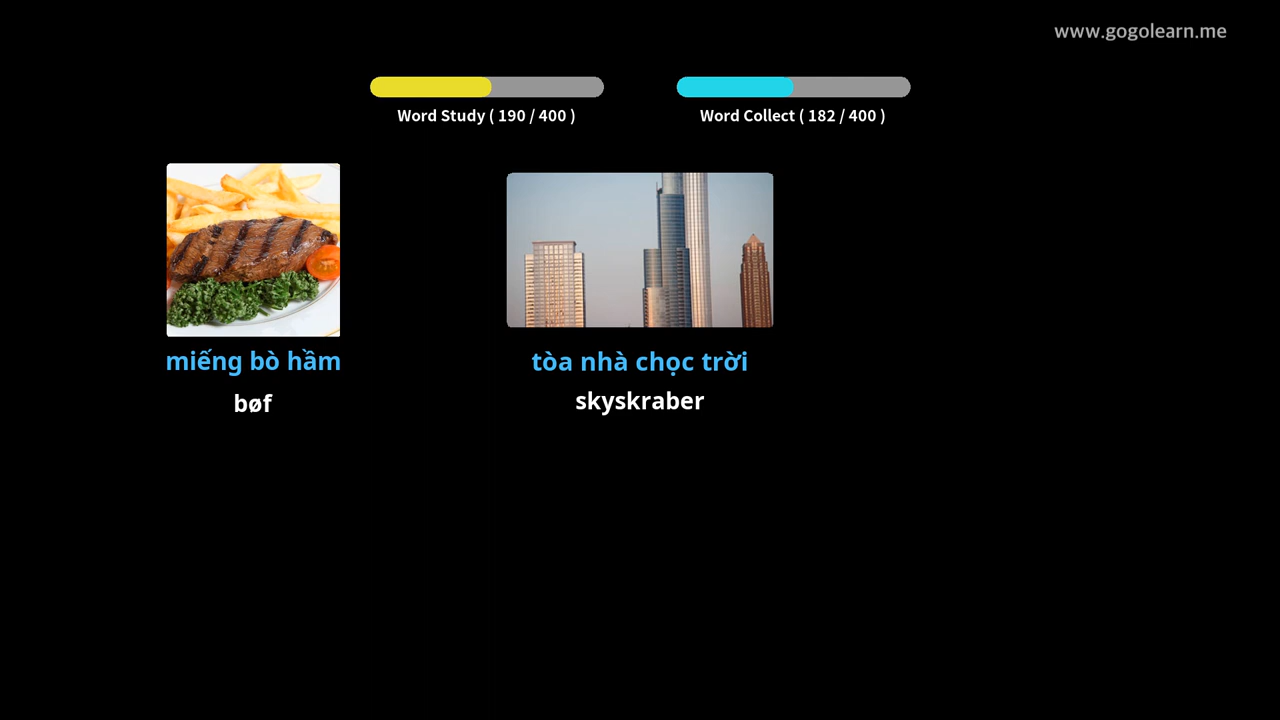 www.gogolearn.me
Word Study ( 190 / 400 )
Word Collect ( 182 / 400 )
miếng bò hầm
bøf
tòa nhà chọc trời
skyskraber